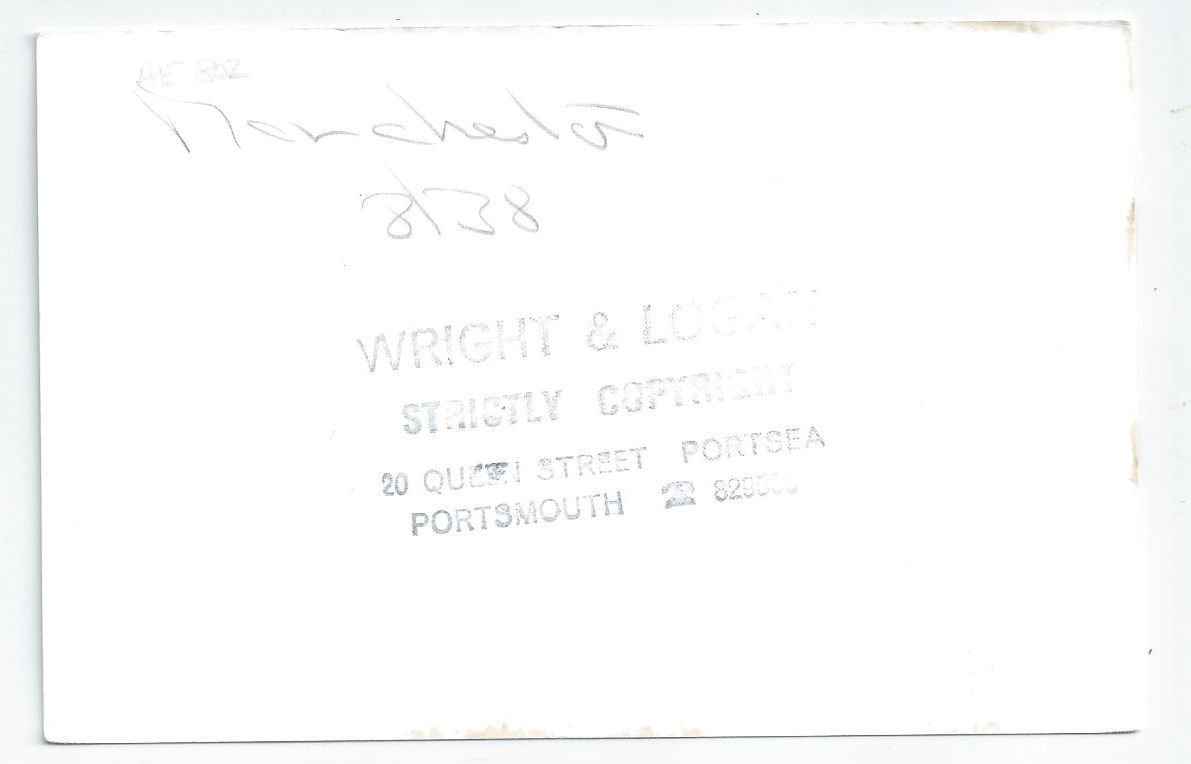 AE 802
Manchester
8/38
WRIGHT & LOGAN
STRICTLY COPYRIGHT
20 QUEEN STREET PORTSEA
PORTSMOUTH ☎